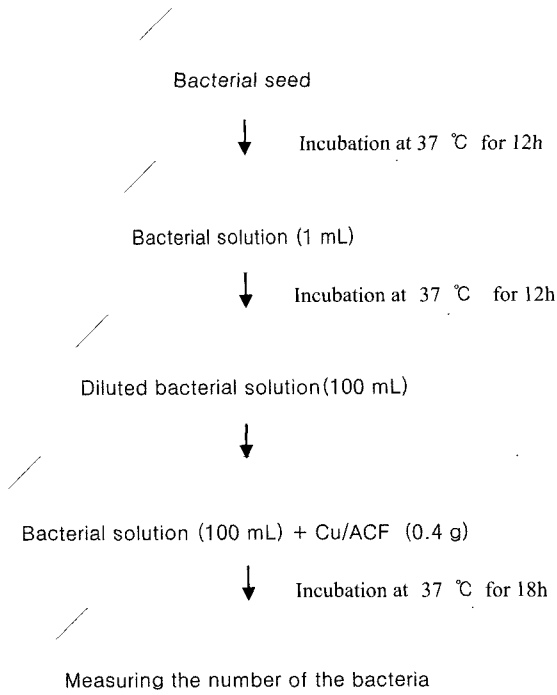 Bacterial seed
Incubation at 37 ℃ for 12h
Bacterial solution (1 mL)
Incubation at 37 ℃ for 12h
Diluted bacterial solution(100 mL)
Bacterial solution (100 mL) + Cu/ACF (0.4 g)
Incubation at 37 ℃ for 18h
Measuring the number of the bacteria